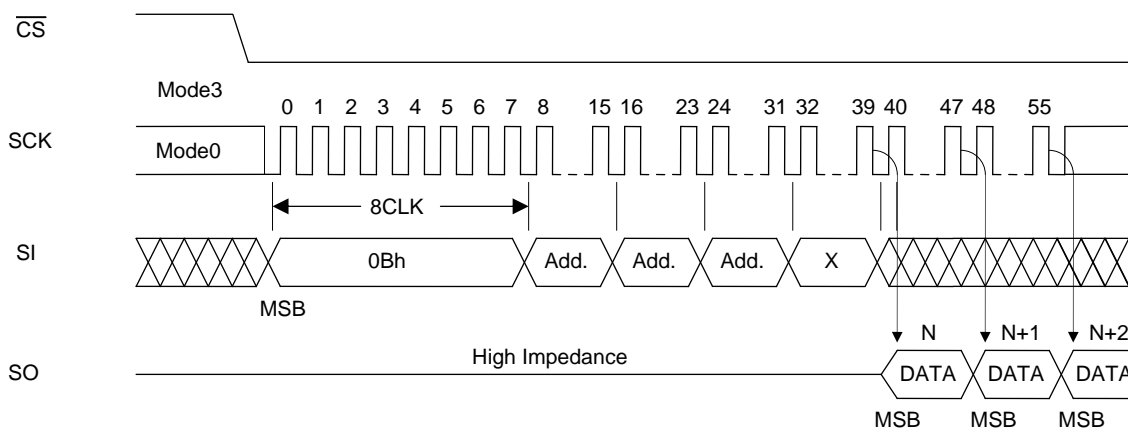 CS
Mode3
0 1 2 3 4 5 6 7 8 15 16 23 24 31 32 39 40 47 48 55
SCK
Mode0
8CLK
SI
0Bh Add. Add. Add. X
MSB
N N+1 N+2
High Impedance
SO
DATA DATA DATA
MSB MSB MSB